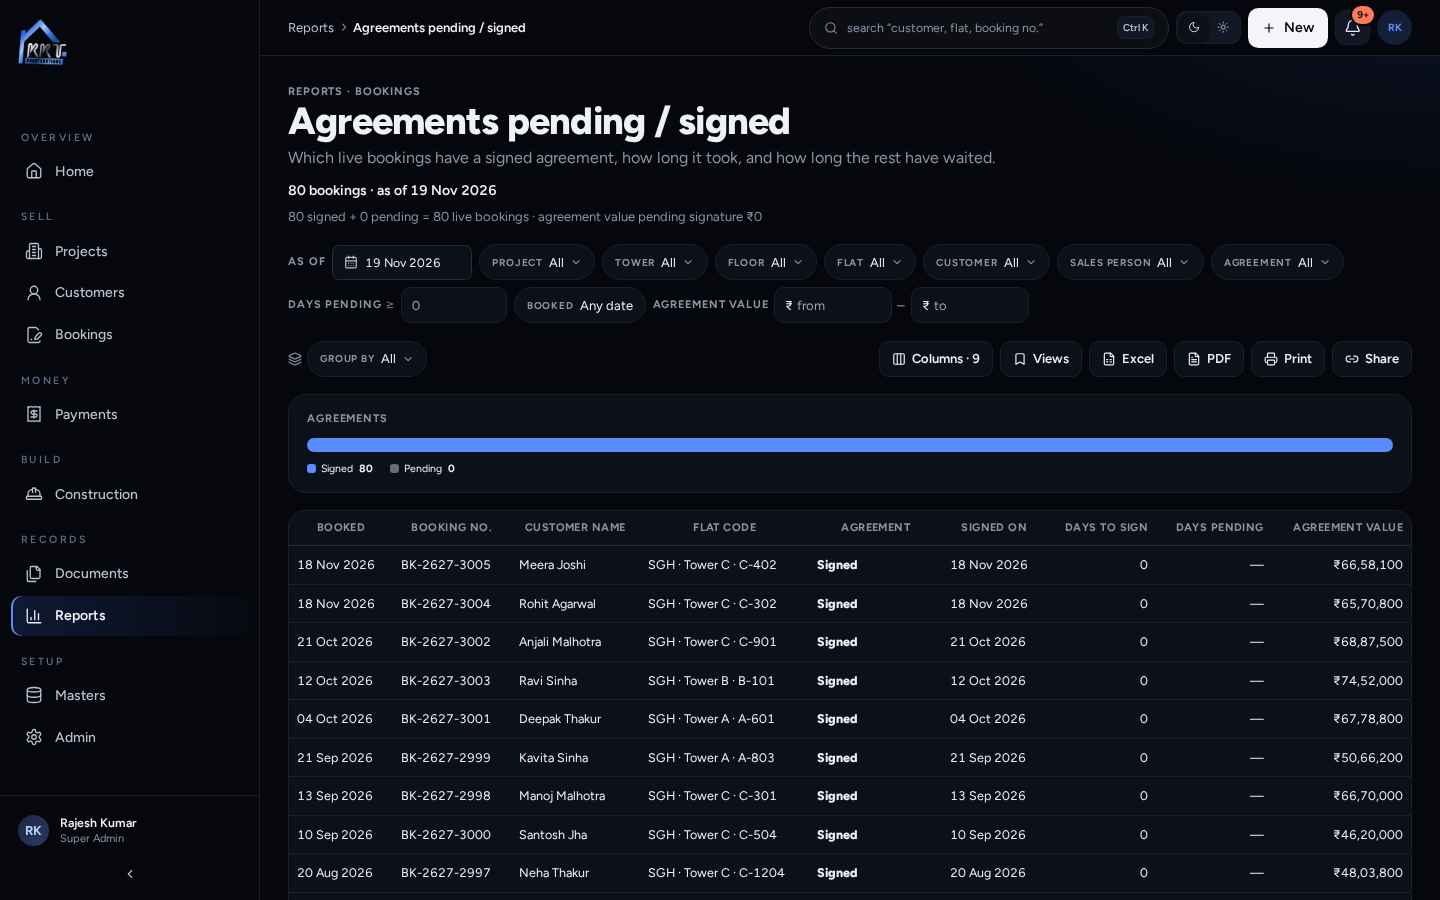 RKT
Reports > Agreements pending / signed
search “customer, flat, booking no.”
Ctrl K
New
9+
RK
OVERVIEW
Home
SELL
Projects
Customers
Bookings
MONEY
Payments
BUILD
Construction
RECORDS
Documents
Reports
SETUP
Masters
Admin
RK
Rajesh Kumar
Super Admin
REPORTS · BOOKINGS
Agreements pending / signed
Which live bookings have a signed agreement, how long it took, and how long the rest have waited.
80 bookings · as of 19 Nov 2026
80 signed + 0 pending = 80 live bookings · agreement value pending signature ₹0
AS OF 19 Nov 2026 PROJECT All TOWER All FLOOR All FLAT All CUSTOMER All SALES PERSON All AGREEMENT All
DAYS PENDING ≥ 0 BOOKED Any date AGREEMENT VALUE ₹ from – ₹ to
GROUP BY All Columns · 9 Views Excel PDF Print Share
AGREEMENTS
Signed 80 Pending 0
BOOKED BOOKING NO. CUSTOMER NAME FLAT CODE AGREEMENT SIGNED ON DAYS TO SIGN DAYS PENDING AGREEMENT VALUE
18 Nov 2026 BK-2627-3005 Meera Joshi SGH · Tower C · C-402 Signed 18 Nov 2026 0 — ₹66,58,100
18 Nov 2026 BK-2627-3004 Rohit Agarwal SGH · Tower C · C-302 Signed 18 Nov 2026 0 — ₹65,70,800
21 Oct 2026 BK-2627-3002 Anjali Malhotra SGH · Tower C · C-901 Signed 21 Oct 2026 0 — ₹68,87,500
12 Oct 2026 BK-2627-3003 Ravi Sinha SGH · Tower B · B-101 Signed 12 Oct 2026 0 — ₹74,52,000
04 Oct 2026 BK-2627-3001 Deepak Thakur SGH · Tower A · A-601 Signed 04 Oct 2026 0 — ₹67,78,800
21 Sep 2026 BK-2627-2999 Kavita Sinha SGH · Tower A · A-803 Signed 21 Sep 2026 0 — ₹50,66,200
13 Sep 2026 BK-2627-2998 Manoj Malhotra SGH · Tower C · C-301 Signed 13 Sep 2026 0 — ₹66,70,000
10 Sep 2026 BK-2627-3000 Santosh Jha SGH · Tower C · C-504 Signed 10 Sep 2026 0 — ₹46,20,000
20 Aug 2026 BK-2627-2997 Neha Thakur SGH · Tower C · C-1204 Signed 20 Aug 2026 0 — ₹48,03,800